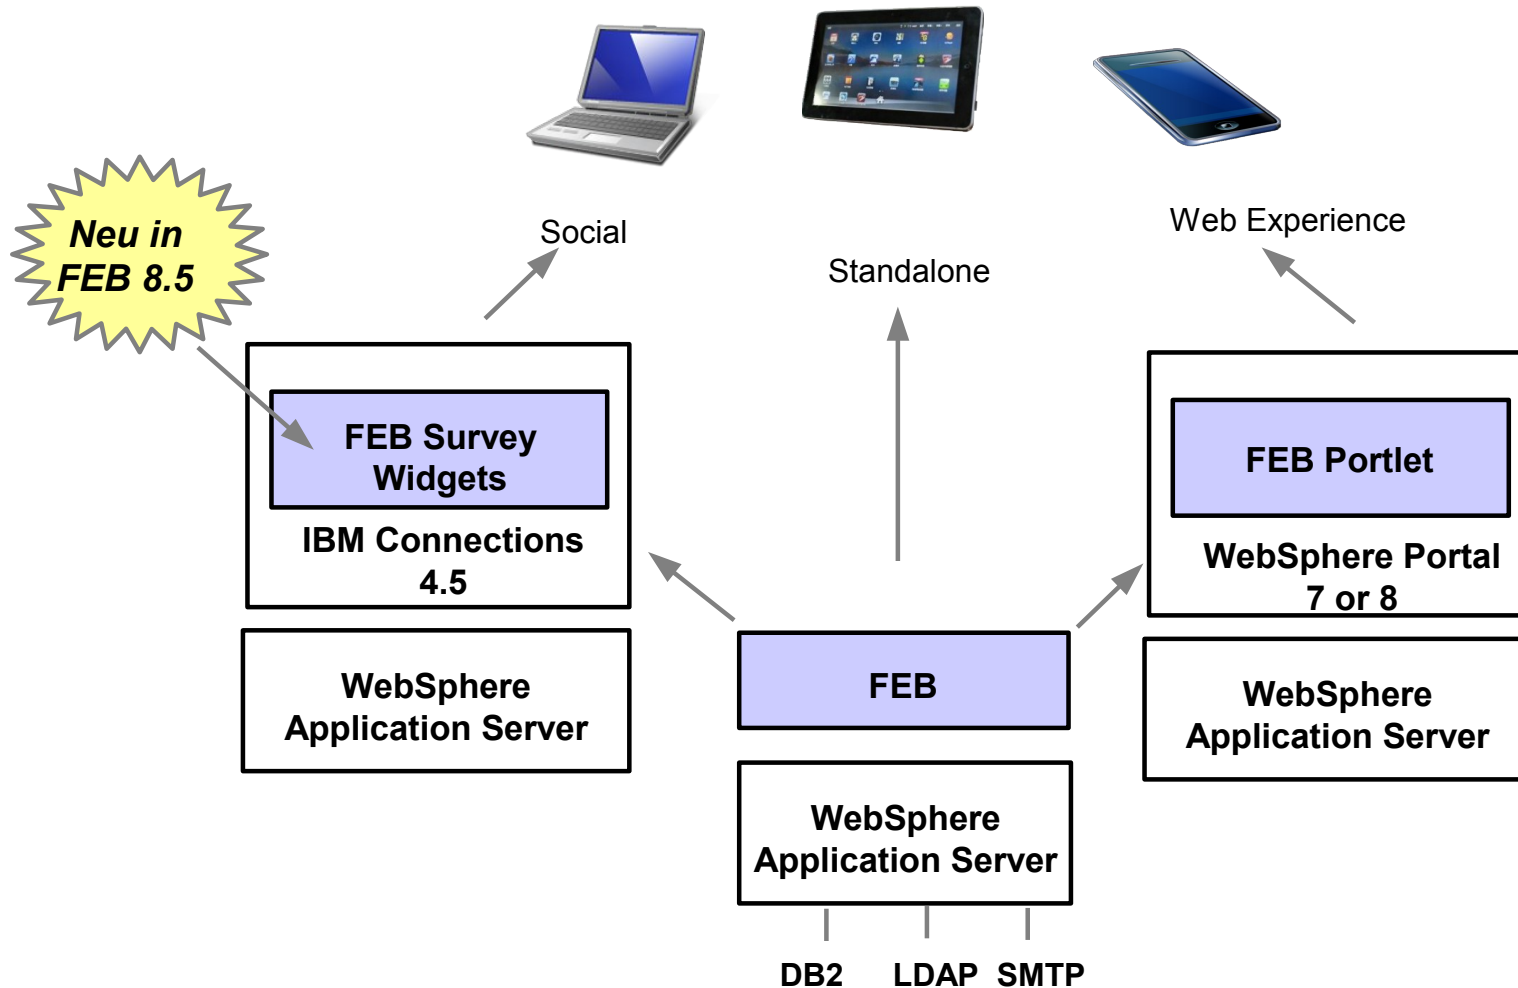 Neu in
FEB 8.5
Social
Standalone
Web Experience
FEB Survey
Widgets
IBM Connections
4.5
WebSphere
Application Server
FEB
WebSphere
Application Server
DB2 LDAP SMTP
FEB Portlet
WebSphere Portal
7 or 8
WebSphere
Application Server